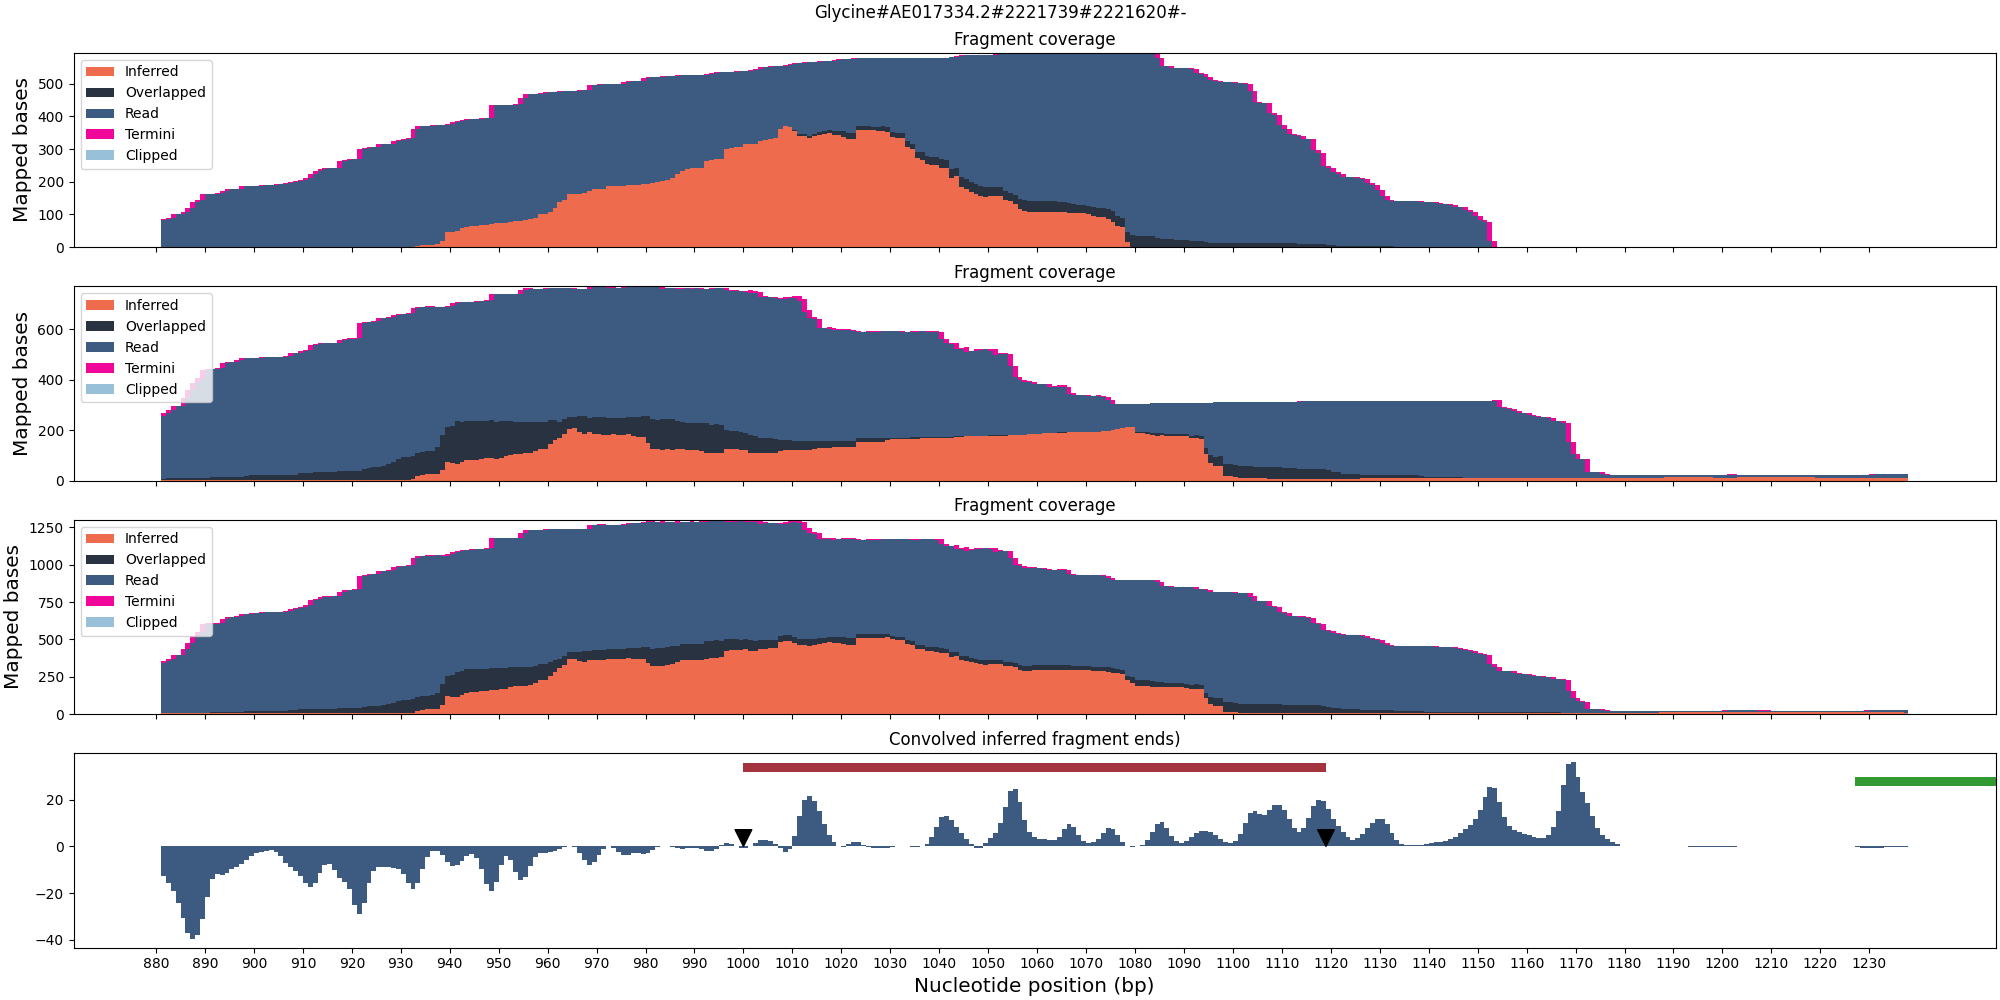 Glycine#AE017334.2#2221739#2221620#-
Fragment coverage
Mapped bases
500
400
300
200
100
0
Inferred
Overlapped
Read
Termini
Clipped
Fragment coverage
Mapped bases
600
400
200
0
Inferred
Overlapped
Read
Termini
Clipped
Fragment coverage
Mapped bases
1250
1000
750
500
250
0
Inferred
Overlapped
Read
Termini
Clipped
Convolved inferred fragment ends)
20
0
−20
−40
880 890 900 910 920 930 940 950 960 970 980 990 1000 1010 1020 1030 1040 1050 1060 1070 1080 1090 1100 1110 1120 1130 1140 1150 1160 1170 1180 1190 1200 1210 1220 1230
Nucleotide position (bp)